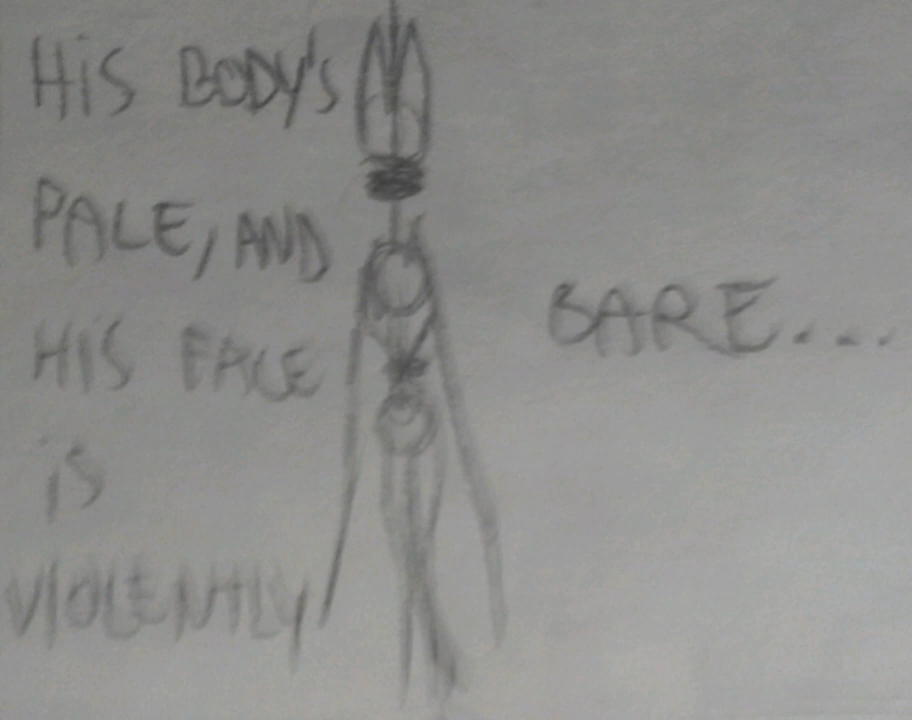 HiS BODY'S
PALE, AND
HIS FACE
iS
VIOLENTLY
BARE....